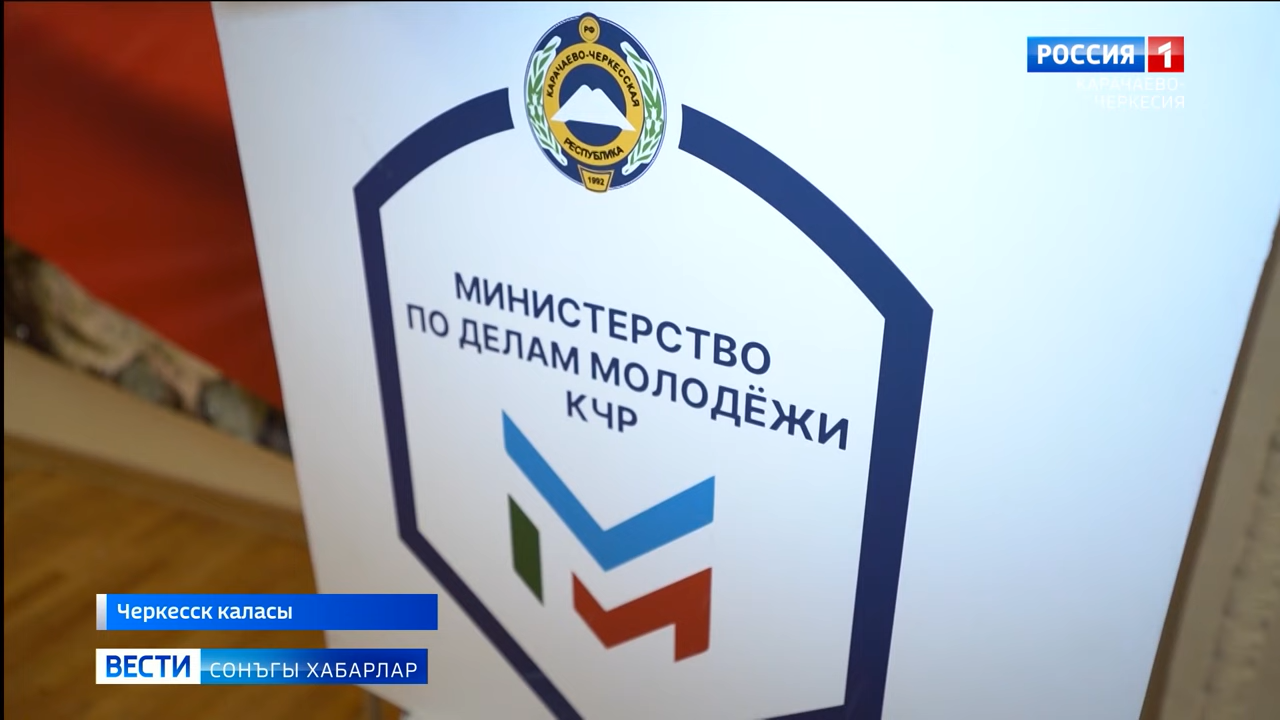 РФ
КАРАЧАЕВО-ЧЕРКЕССКАЯ
РЕСПУБЛИКА
1992
РОССИЯ 1
КАРАЧАЕВО-
ЧЕРКЕСИЯ
МИНИСТЕРСТВО
ПО ДЕЛАМ МОЛОДЁЖИ
КЧР
Черкесск каласы
ВЕСТИ СОНЪГЫ ХАБАРЛАР